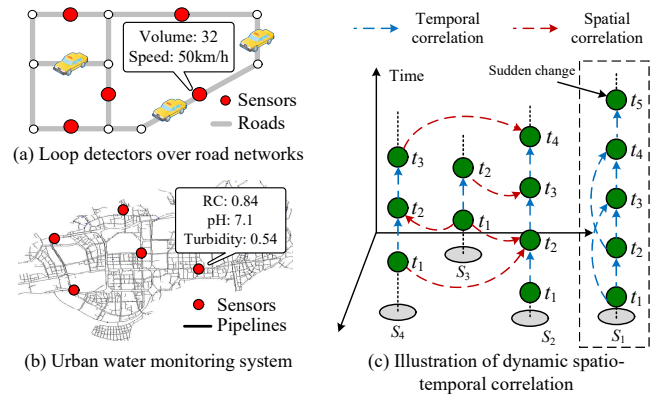 Volume: 32
Speed: 50km/h
Sensors
Roads
(a) Loop detectors over road networks
RC: 0.84
pH: 7.1
Turbidity: 0.54
Sensors
Pipelines
(b) Urban water monitoring system
Temporal correlation
Spatial correlation
Time
Sudden change
t3
t2
t1
S4
t2
t1
S3
t4
t3
t2
t1
S2
t5
t4
t3
t2
t1
S1
(c) Illustration of dynamic spatio-
temporal correlation